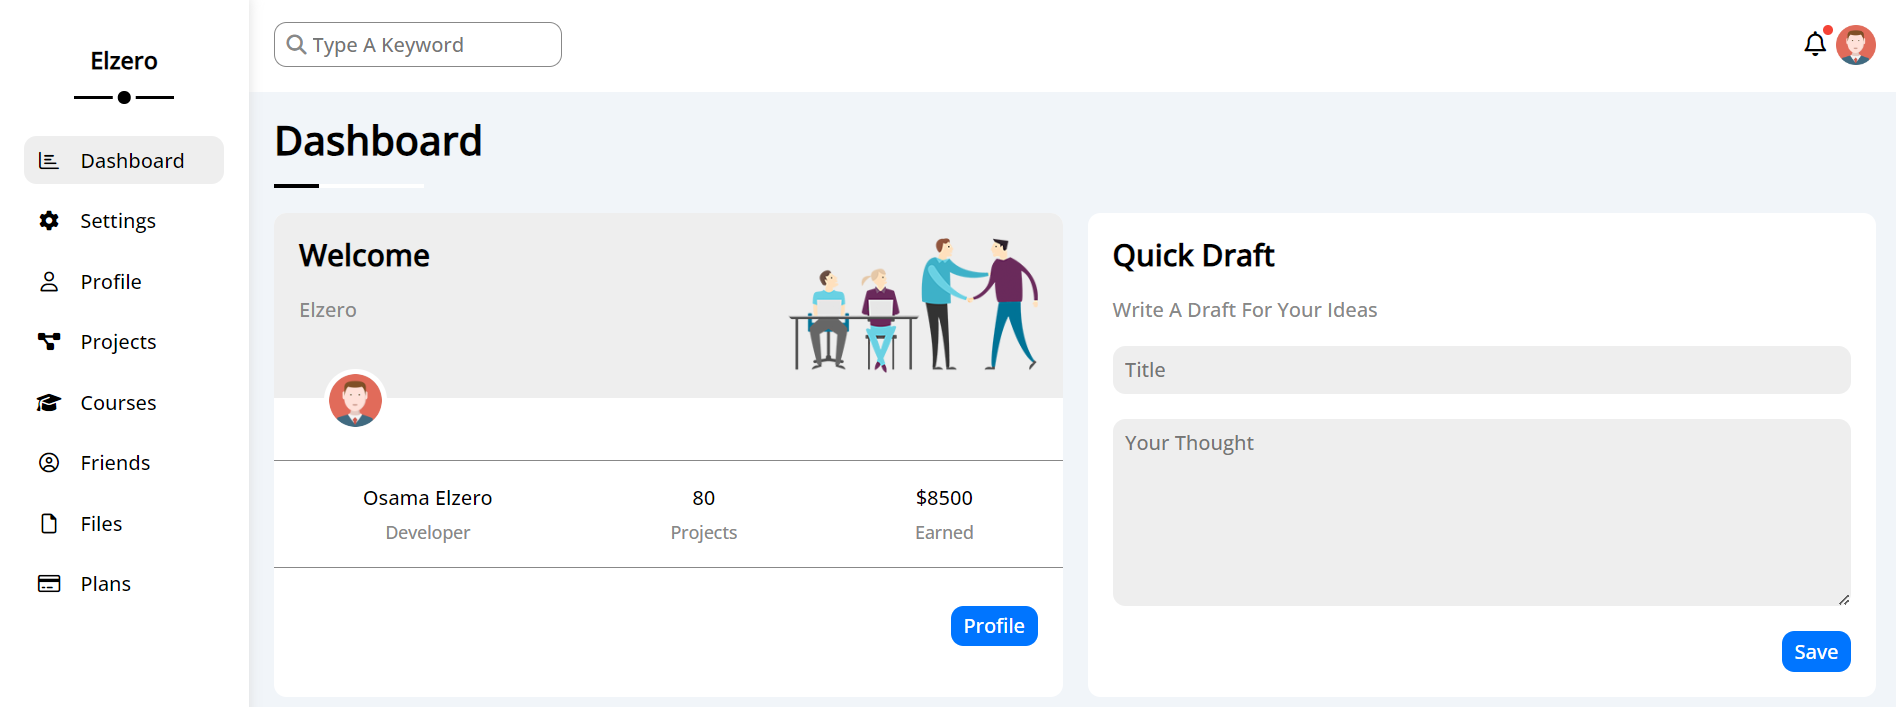 Elzero
Dashboard
Settings
Profile
Projects
Courses
Friends
Files
Plans
Type A Keyword
Dashboard
Welcome
Elzero
Osama Elzero
Developer
80
Projects
$8500
Earned
Profile
Quick Draft
Write A Draft For Your Ideas
Title
Your Thought
Save